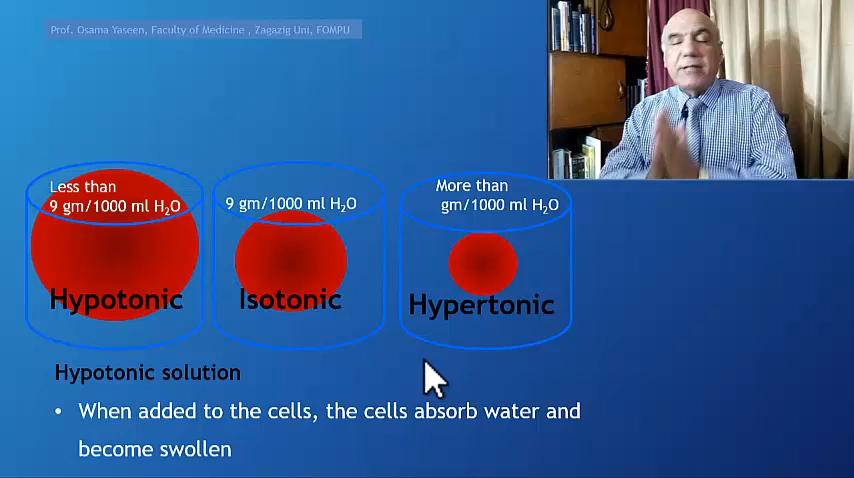 Prof. Osama Yaseen, Faculty of Medicine , Zagazig Uni, FOMPU
Less than
9 gm/1000 ml H₂O
Hypotonic
9 gm/1000 ml H₂O
Isotonic
More than
gm/1000 ml H₂O
Hypertonic
Hypotonic solution
• When added to the cells, the cells absorb water and
become swollen